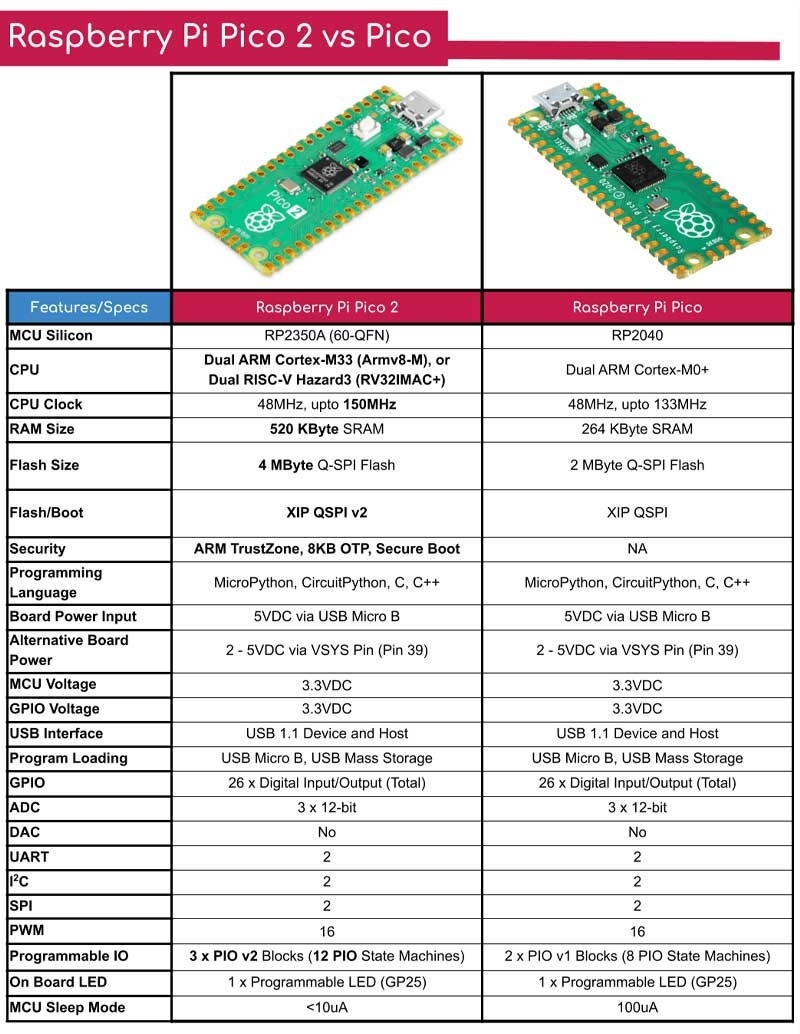 Raspberry Pi Pico 2 vs Pico
Pico 2
DEBUG
BOOTSEL
Raspberry Pi Pico © 2020
DEBUG
Features/Specs Raspberry Pi Pico 2 Raspberry Pi Pico
MCU Silicon RP2350A (60-QFN) RP2040
CPU Dual ARM Cortex-M33 (Armv8-M), or Dual ARM Cortex-M0+
Dual RISC-V Hazard3 (RV32IMAC+)
CPU Clock 48MHz, upto 150MHz 48MHz, upto 133MHz
RAM Size 520 KByte SRAM 264 KByte SRAM
Flash Size 4 MByte Q-SPI Flash 2 MByte Q-SPI Flash
Flash/Boot XIP QSPI v2 XIP QSPI
Security ARM TrustZone, 8KB OTP, Secure Boot NA
Programming
Language MicroPython, CircuitPython, C, C++ MicroPython, CircuitPython, C, C++
Board Power Input 5VDC via USB Micro B 5VDC via USB Micro B
Alternative Board
Power 2 - 5VDC via VSYS Pin (Pin 39) 2 - 5VDC via VSYS Pin (Pin 39)
MCU Voltage 3.3VDC 3.3VDC
GPIO Voltage 3.3VDC 3.3VDC
USB Interface USB 1.1 Device and Host USB 1.1 Device and Host
Program Loading USB Micro B, USB Mass Storage USB Micro B, USB Mass Storage
GPIO 26 x Digital Input/Output (Total) 26 x Digital Input/Output (Total)
ADC 3 x 12-bit 3 x 12-bit
DAC No No
UART 2 2
I²C 2 2
SPI 2 2
PWM 16 16
Programmable IO 3 x PIO v2 Blocks (12 PIO State Machines) 2 x PIO v1 Blocks (8 PIO State Machines)
On Board LED 1 x Programmable LED (GP25) 1 x Programmable LED (GP25)
MCU Sleep Mode <10uA 100uA